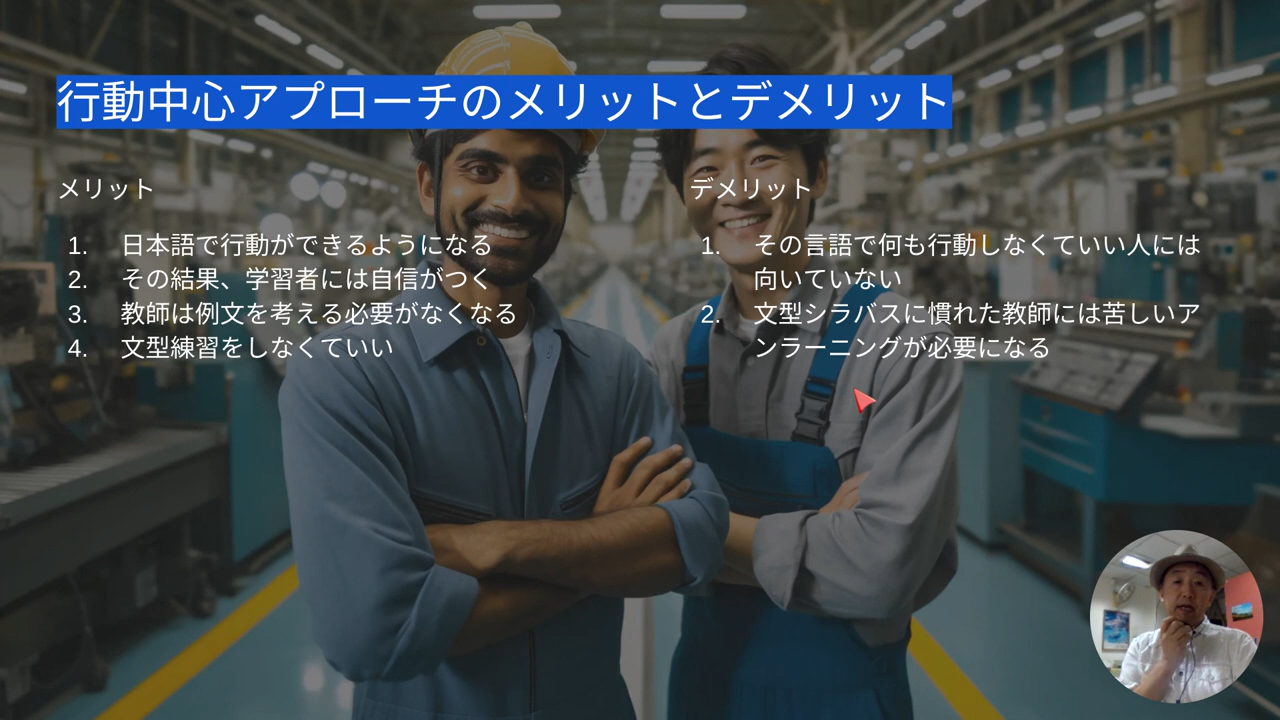 行動中心アプローチのメリットとデメリット
メリット
1. 日本語で行動ができるようになる
2. その結果、学習者には自信がつく
3. 教師は例文を考える必要がなくなる
4. 文型練習をしなくていい
デメリット
1. その言語で何も行動しなくていい人には
向いていない
2. 文型シラバスに慣れた教師には苦しいア
ンラーニングが必要になる